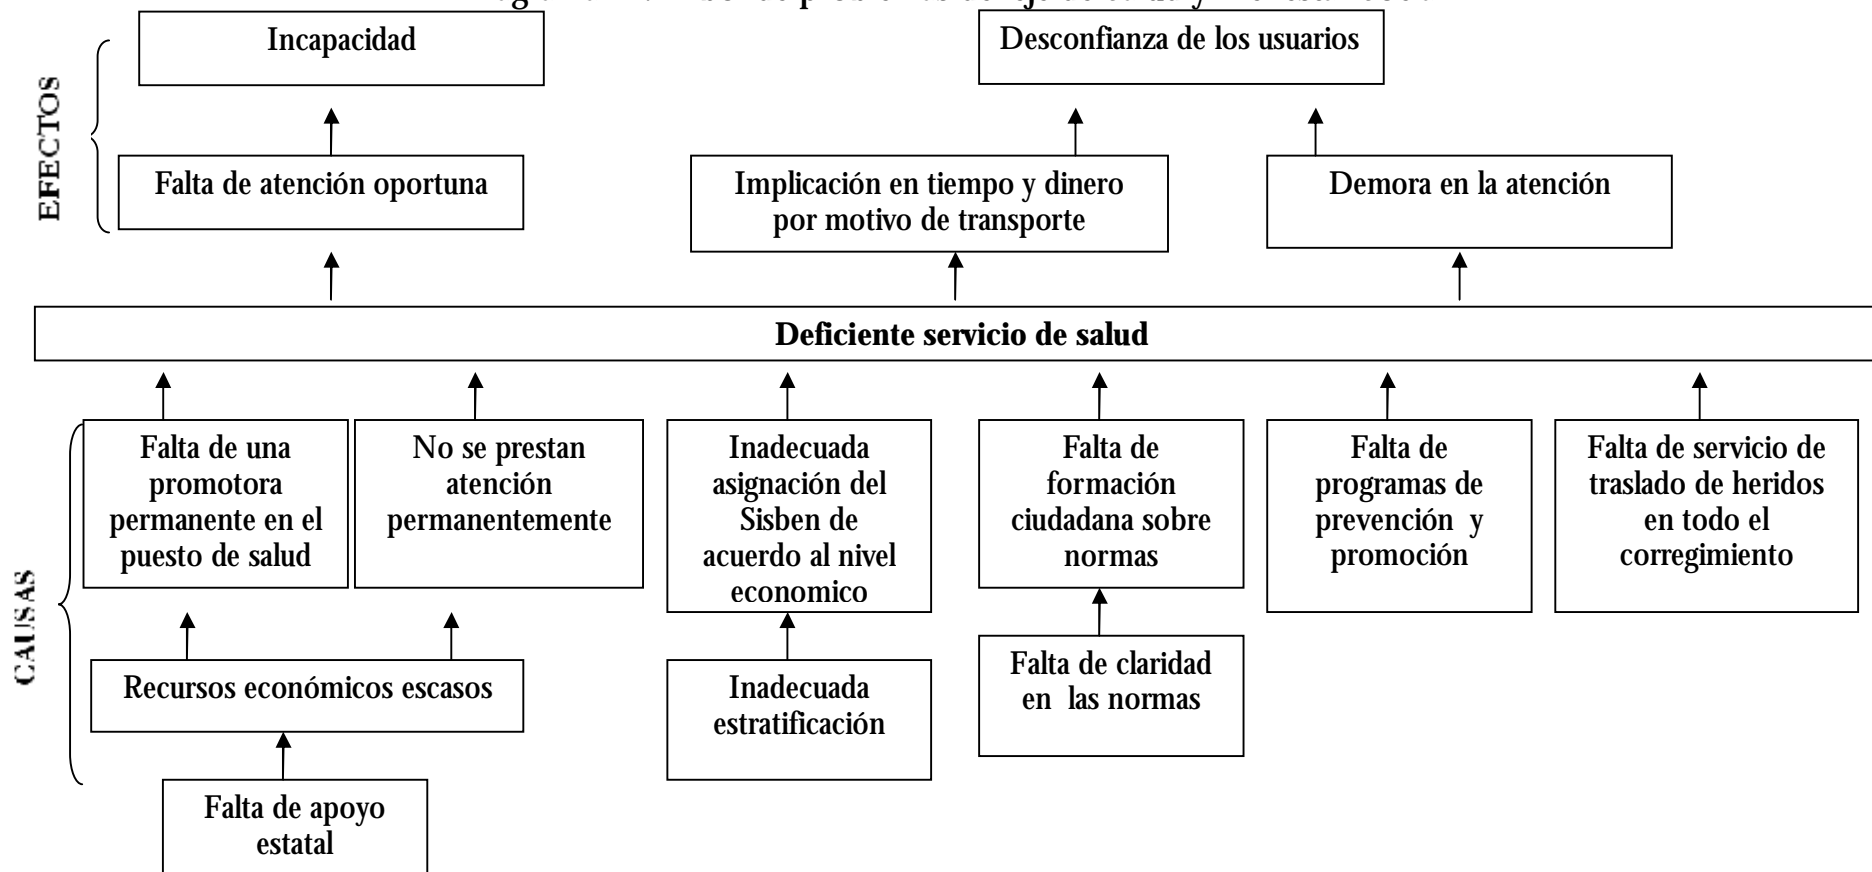 Incapacidad
Desconfianza de los usuarios
EFECTOS
Falta de atención oportuna
Implicación en tiempo y dinero
por motivo de transporte
Demora en la atención
Deficiente servicio de salud
CAUSAS
Falta de una
promotora
permanente en el
puesto de salud
No se prestan
atención
permanentemente
Inadecuada
asignación del
Sisben de
acuerdo al nivel
economico
Falta de
formación
ciudadana sobre
normas
Falta de
programas de
prevención y
promoción
Falta de servicio de
traslado de heridos
en todo el
corregimiento
Recursos económicos escasos
Inadecuada
estratificación
Falta de claridad
en las normas
Falta de apoyo
estatal